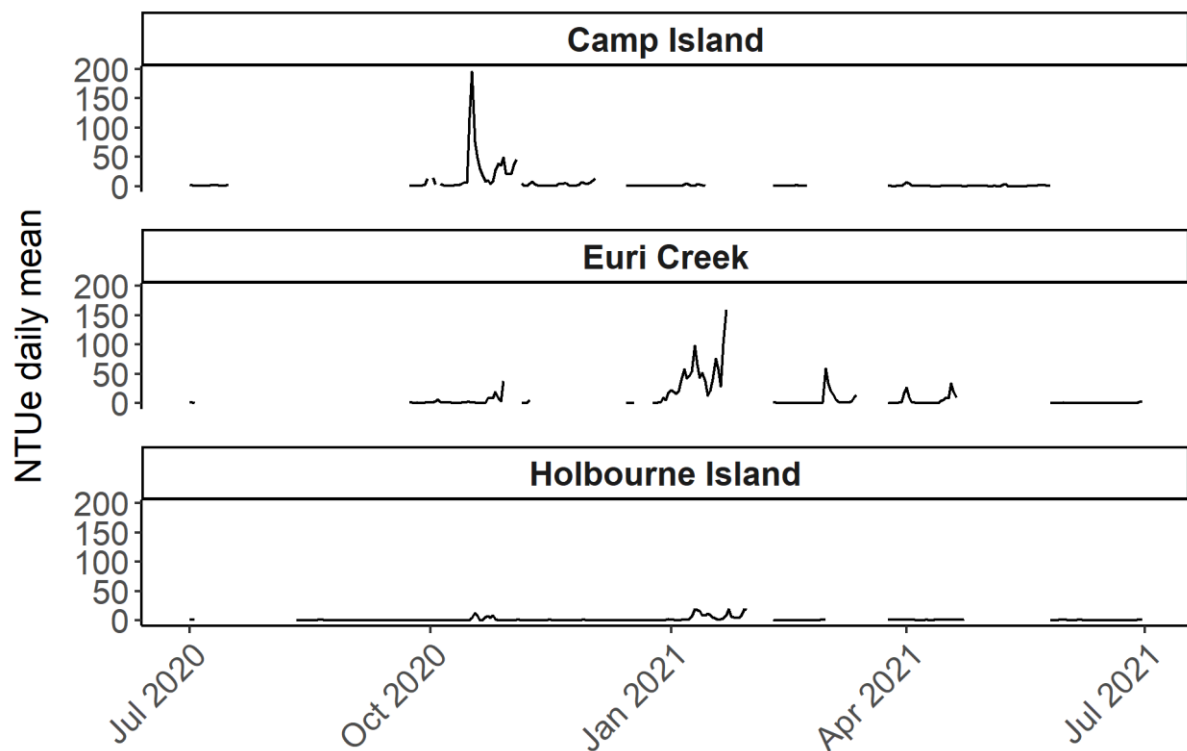 Camp Island
200
150
100
50
0
Euri Creek
200
150
100
50
0
Holbourne Island
200
150
100
50
0
NTUe daily mean
Jul 2020
Oct 2020
Jan 2021
Apr 2021
Jul 2021